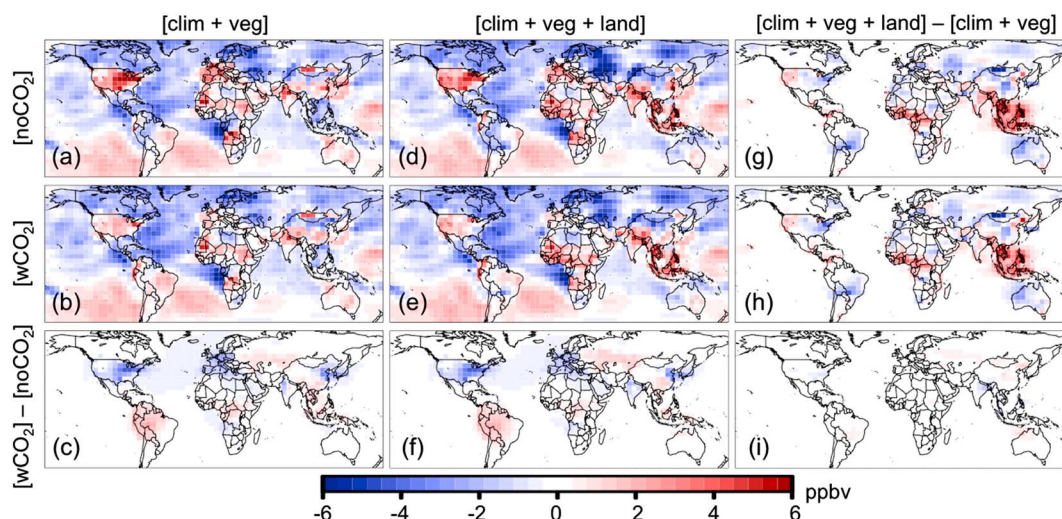 [clim + veg] [clim + veg + land] [clim + veg + land] – [clim + veg]
[noCO₂] (a) (d) (g)
[wCO₂] (b) (e) (h)
[wCO₂] – [noCO₂] (c) (f) (i)
-6 -4 -2 0 2 4 6 ppbv